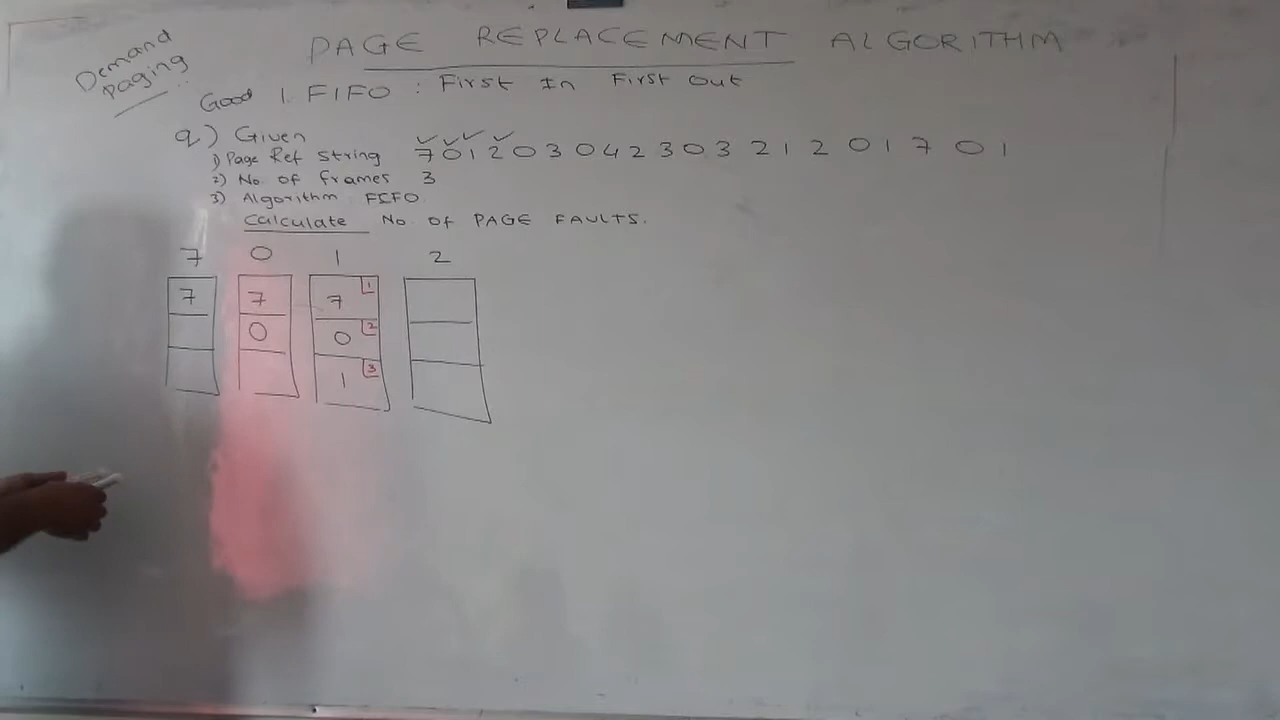 Demand
paging
PAGE REPLACEMENT ALGORITHM
Good 1. FIFO : First In First Out
q) Given
1) Page Ref String 7 0 1 2 0 3 0 4 2 3 0 3 2 1 2 0 1 7 0 1
2) No. of frames 3
3) Algorithm FIFO
Calculate No. of PAGE FAULTS.
7 0 1 2
7 7 7 1
0 0 2
1 3